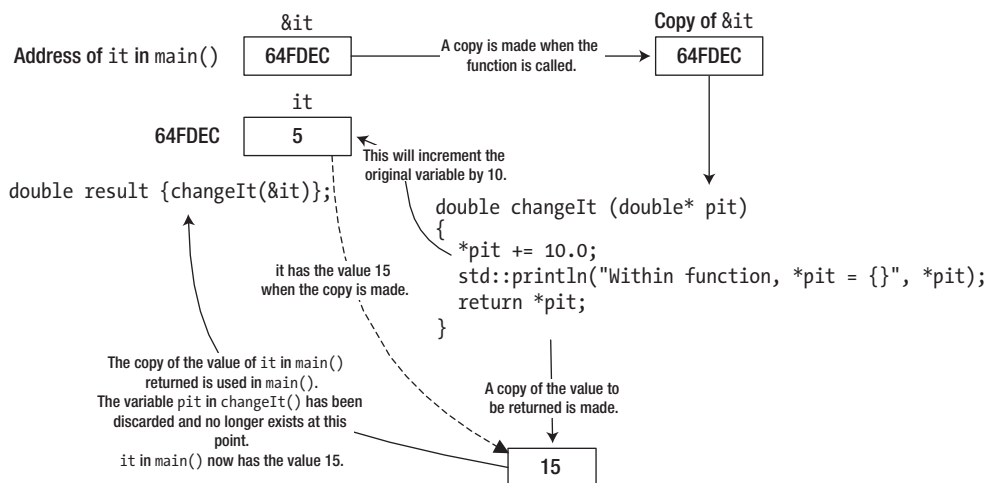 &it
Copy of &it
Address of it in main()
64FDEC
A copy is made when the
function is called.
64FDEC
it
64FDEC
5
This will increment the
original variable by 10.
double result {changeIt(&it)};
double changeIt (double* pit)
{
*pit += 10.0;
std::println("Within function, *pit = {}", *pit);
return *pit;
}
it has the value 15
when the copy is made.
The copy of the value of it in main()
returned is used in main().
The variable pit in changeIt() has been
discarded and no longer exists at this
point.
it in main() now has the value 15.
A copy of the value to
be returned is made.
15